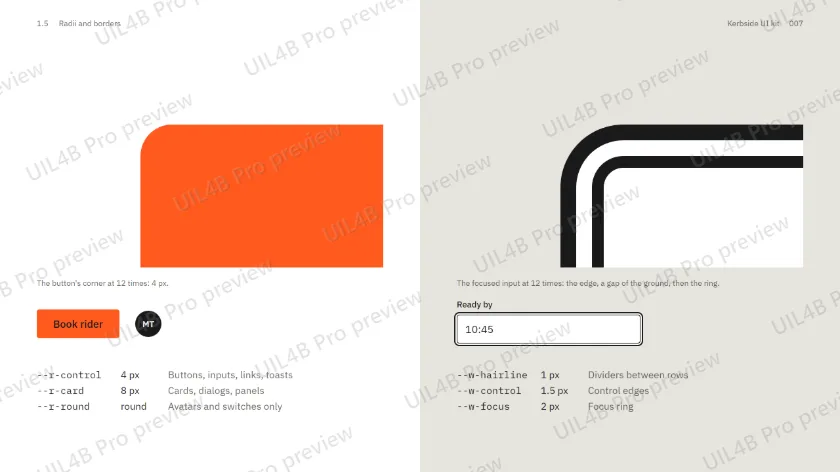 1.5 Radii and borders
Kerbside UI kit 007
The button's corner at 12 times: 4 px.
Book rider
MT
--r-control 4 px Buttons, inputs, links, toasts
--r-card 8 px Cards, dialogs, panels
--r-round round Avatars and switches only
The focused input at 12 times: the edge, a gap of the ground, then the ring.
Ready by
10:45
--w-hairline 1 px Dividers between rows
--w-control 1.5 px Control edges
--w-focus 2 px Focus ring
UIL4B Pro preview